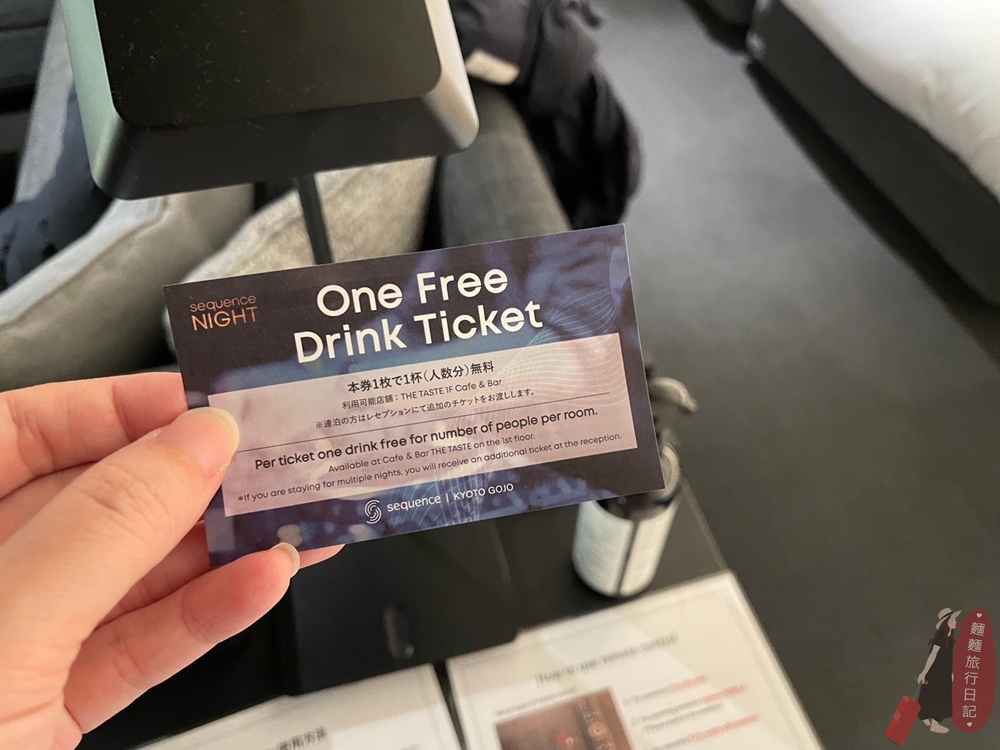 sequence
NIGHT
One Free
Drink Ticket
本券1枚で1杯(人数分)無料
利用可能店舗：THE TASTE 1F Cafe & Bar
※連泊の方はレセプションにて追加のチケットをお渡しします。
Per ticket one drink free for number of people per room.
Available at Cafe & Bar THE TASTE on the 1st floor.
*If you are staying for multiple nights, you will receive an additional ticket at the reception.
sequence | KYOTO GOJO
麵麵旅行日記